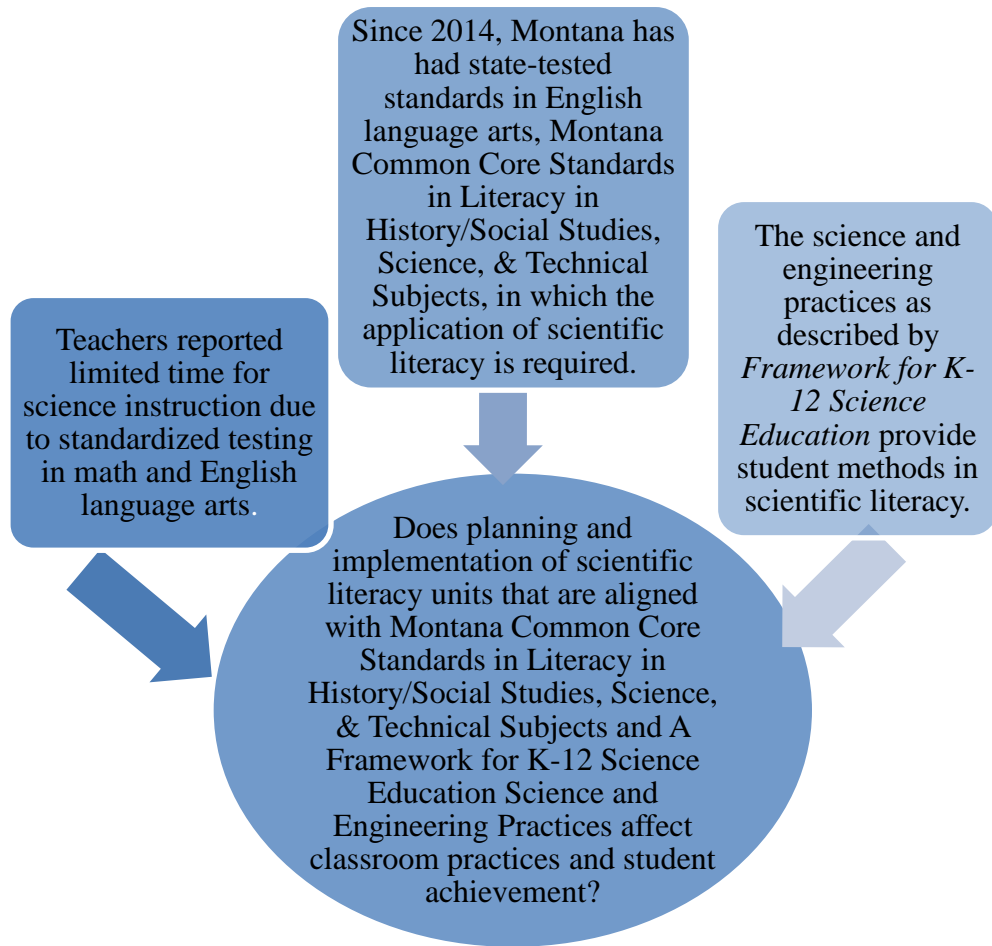 Since 2014, Montana has
had state-tested
standards in English
language arts, Montana
Common Core Standards
in Literacy in
History/Social Studies,
Science, & Technical
Subjects, in which the
application of scientific
literacy is required.
Teachers reported
limited time for
science instruction due
to standardized testing
in math and English
language arts.
The science and
engineering
practices as
described by
Framework for K-
12 Science
Education provide
student methods in
scientific literacy.
Does planning and
implementation of scientific
literacy units that are aligned
with Montana Common Core
Standards in Literacy in
History/Social Studies, Science,
& Technical Subjects and A
Framework for K-12 Science
Education Science and
Engineering Practices affect
classroom practices and student
achievement?